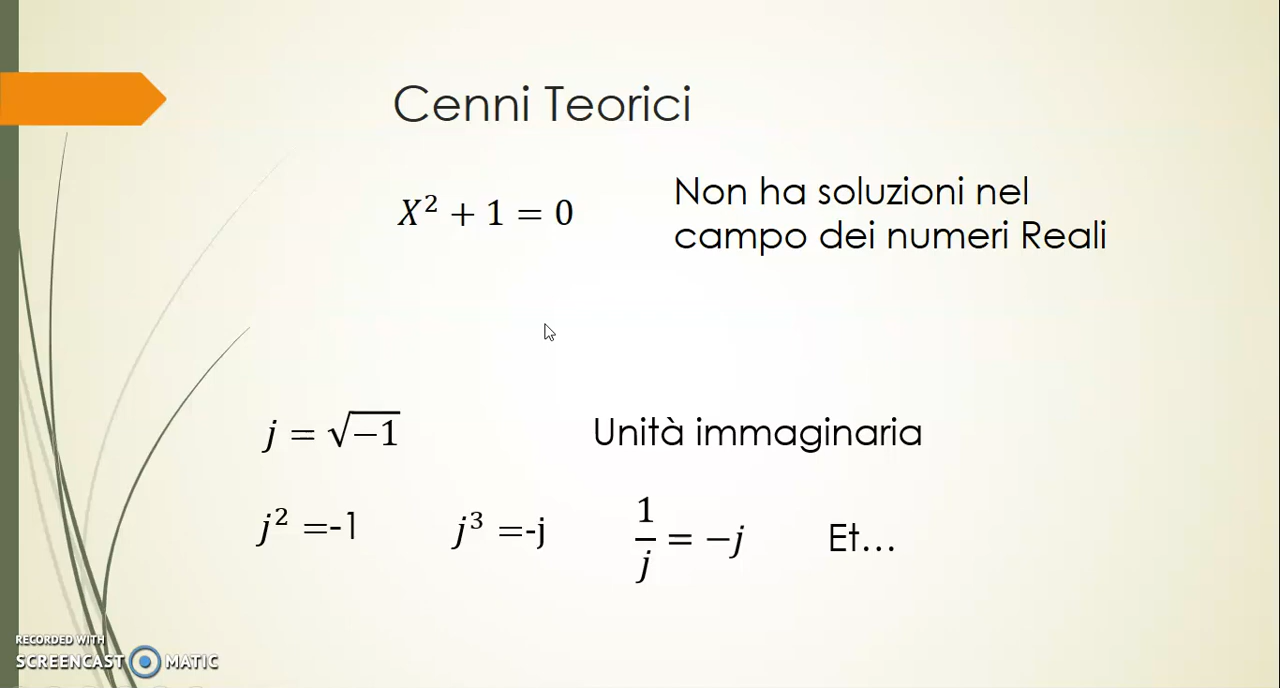 Cenni Teorici
X² + 1 = 0
Non ha soluzioni nel
campo dei numeri Reali
j = √−1
Unità immaginaria
j² =-1 j³ =-j 1/j = −j Et...
RECORDED WITH
SCREENCAST MATIC